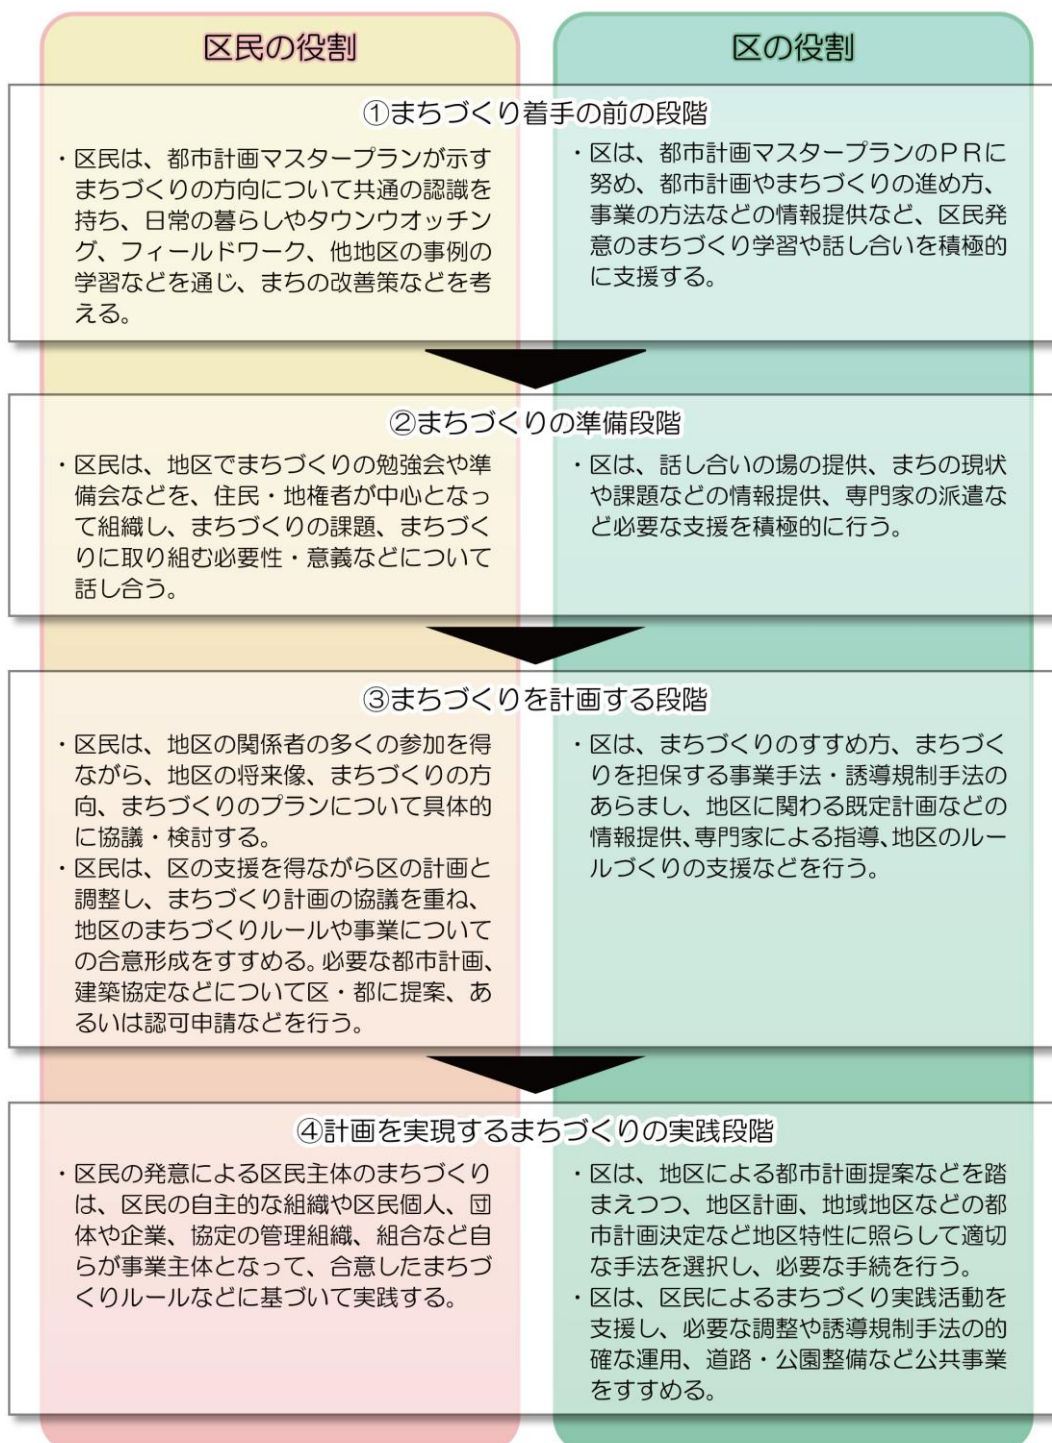 区民の役割
区の役割
①まちづくり着手の前の段階
・区民は、都市計画マスタープランが示す
まちづくりの方向について共通の認識を
持ち、日常の暮らしやタウンウオッチン
グ、フィールドワーク、他地区の事例の
学習などを通じ、まちの改善策などを考
える。
・区は、都市計画マスタープランのＰＲに
努め、都市計画やまちづくりの進め方、
事業の方法などの情報提供など、区民発
意のまちづくり学習や話し合いを積極的
に支援する。
②まちづくりの準備段階
・区民は、地区でまちづくりの勉強会や準
備会などを、住民・地権者が中心となっ
て組織し、まちづくりの課題、まちづく
りに取り組む必要性・意義などについて
話し合う。
・区は、話し合いの場の提供、まちの現状
や課題などの情報提供、専門家の派遣な
ど必要な支援を積極的に行う。
③まちづくりを計画する段階
・区民は、地区の関係者の多くの参加を得
ながら、地区の将来像、まちづくりの方
向、まちづくりのプランについて具体的
に協議・検討する。
・区民は、区の支援を得ながら区の計画と
調整し、まちづくり計画の協議を重ね、
地区のまちづくりルールや事業について
の合意形成をすすめる。必要な都市計画、
建築協定などについて区・都に提案、あ
るいは認可申請などを行う。
・区は、まちづくりのすすめ方、まちづく
りを担保する事業手法・誘導規制手法の
あらまし、地区に関わる既定計画などの
情報提供、専門家による指導、地区のルー
ルづくりの支援などを行う。
④計画を実現するまちづくりの実践段階
・区民の発意による区民主体のまちづくり
は、区民の自主的な組織や区民個人、団
体や企業、協定の管理組織、組合など自
らが事業主体となって、合意したまちづ
くりルールなどに基づいて実践する。
・区は、地区による都市計画提案などを踏
まえつつ、地区計画、地域地区などの都
市計画決定など地区特性に照らして適切
な手法を選択し、必要な手続を行う。
・区は、区民によるまちづくり実践活動を
支援し、必要な調整や誘導規制手法の的
確な運用、道路・公園整備など公共事業
をすすめる。